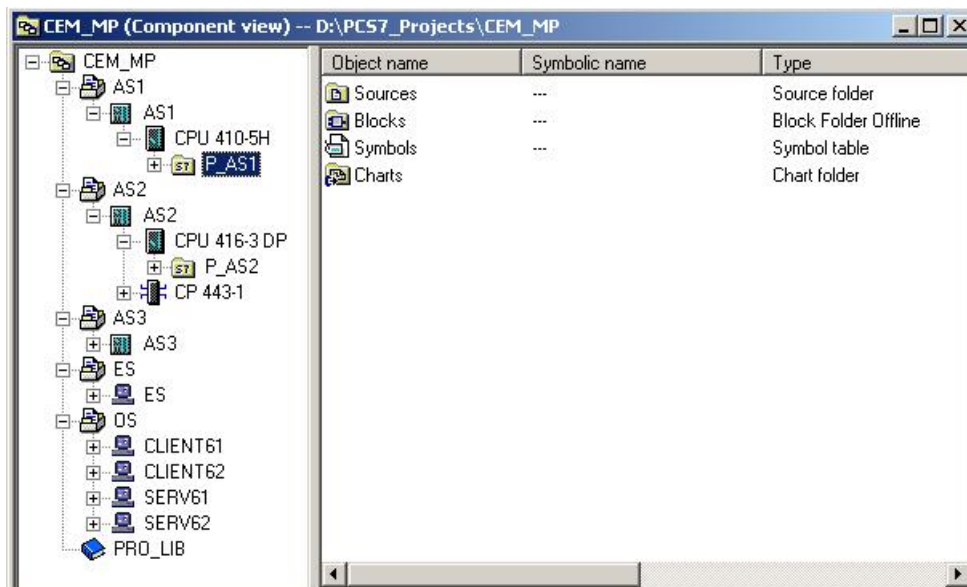 CEM_MP (Component view) -- D:\PCS7_Projects\CEM_MP
CEM_MP
AS1
AS1
CPU 410-5H
P_AS1
AS2
AS2
CPU 416-3 DP
P_AS2
CP 443-1
AS3
AS3
ES
ES
OS
CLIENT61
CLIENT62
SERV61
SERV62
PRO_LIB
Object name Symbolic name Type
Sources --- Source folder
Blocks --- Block Folder Offline
Symbols --- Symbol table
Charts Chart folder